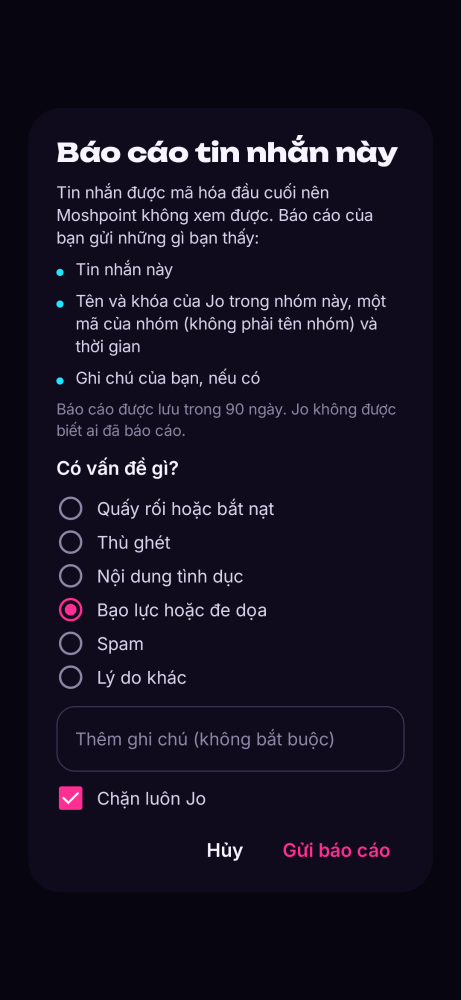 Báo cáo tin nhắn này
Tin nhắn được mã hóa đầu cuối nên
Moshpoint không xem được. Báo cáo của
bạn gửi những gì bạn thấy:
Tin nhắn này
Tên và khóa của Jo trong nhóm này, một
mã của nhóm (không phải tên nhóm) và
thời gian
Ghi chú của bạn, nếu có
Báo cáo được lưu trong 90 ngày. Jo không được
biết ai đã báo cáo.
Có vấn đề gì?
Quấy rối hoặc bắt nạt
Thù ghét
Nội dung tình dục
Bạo lực hoặc đe dọa
Spam
Lý do khác
Thêm ghi chú (không bắt buộc)
Chặn luôn Jo
Hủy
Gửi báo cáo